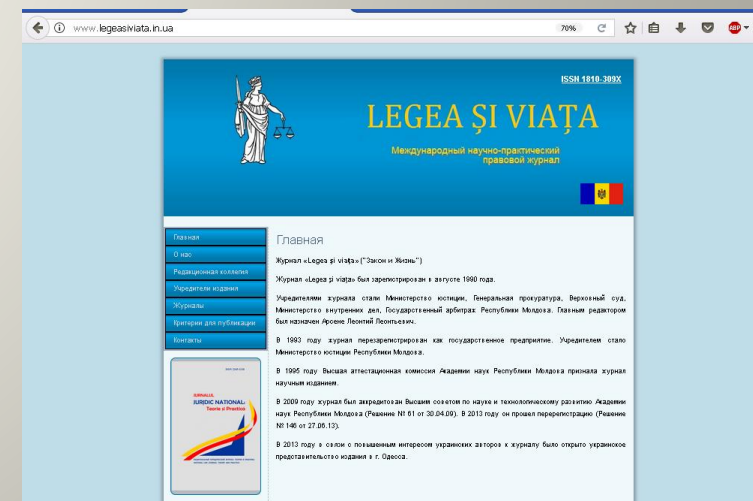 www.legeasiviata.in.ua
70%
ABP
ISSN 1810-309X
LEGEA ȘI VIAȚA
Международный научно-практический
правовой журнал
Главная
О нас
Редакционная коллегия
Учредители издания
Журналы
Критерии для публикации
Контакты
JURNALUL
JURIDIC NAȚIONAL:
Teorie și Practică
Главная
Журнал «Legea şi viaţa» ("Закон и Жизнь")
Журнал «Legea şi viaţa» был зарегистрирован в августе 1990 года.
Учредителями журнала стали Министерство юстиции, Генеральная прокуратура, Верховный суд,
Министерство внутренних дел, Государственный арбитраж Республики Молдова. Главным редактором
был назначен Арсене Леонтий Леонтьевич.
В 1993 году журнал перезарегистрирован как государственное предприятие. Учредителем стало
Министерство юстиции Республики Молдова.
В 1995 году Высшая аттестационная комиссия Академии наук Республики Молдова признала журнал
научным изданием.
В 2009 году журнал был аккредитован Высшим советом по науке и технологическому развитию Академии
наук Республики Молдова (Решение № 61 от 30.04.09). В 2013 году он прошел перерегистрацию (Решение
№ 146 от 27.06.13).
В 2013 году в связи с повышенным интересом украинских авторов к журналу было открыто украинское
представительство издания в г. Одесса.